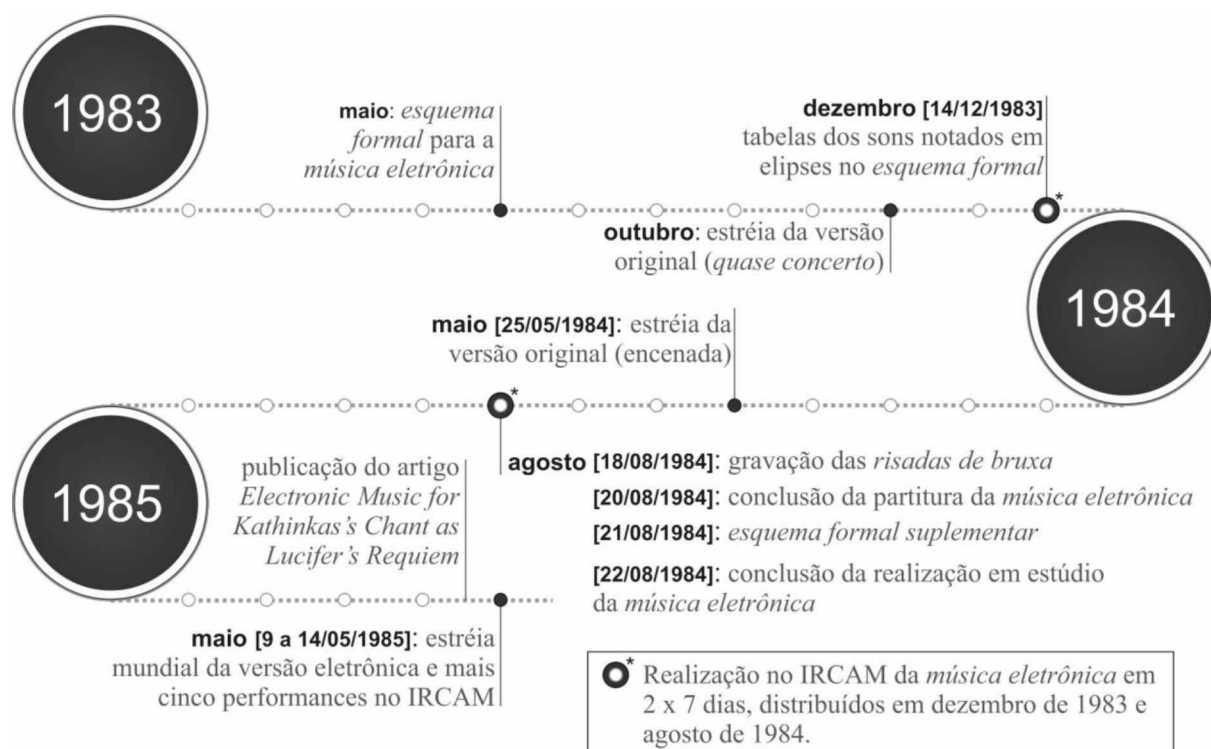 1983
maio: esquema
formal para a
música eletrônica
dezembro [14/12/1983]
tabelas dos sons notados em
elipses no esquema formal
*
outubro: estréia da versão
original (quase concerto)
1984
maio [25/05/1984]: estréia da
versão original (encenada)
*
agosto [18/08/1984]: gravação das risadas de bruxa
[20/08/1984]: conclusão da partitura da música eletrônica
[21/08/1984]: esquema formal suplementar
[22/08/1984]: conclusão da realização em estúdio
da música eletrônica
1985
publicação do artigo
Electronic Music for
Kathinkas's Chant as
Lucifer's Requiem
maio [9 a 14/05/1985]: estréia
mundial da versão eletrônica e mais
cinco performances no IRCAM
* Realização no IRCAM da música eletrônica em
2 x 7 dias, distribuídos em dezembro de 1983 e
agosto de 1984.